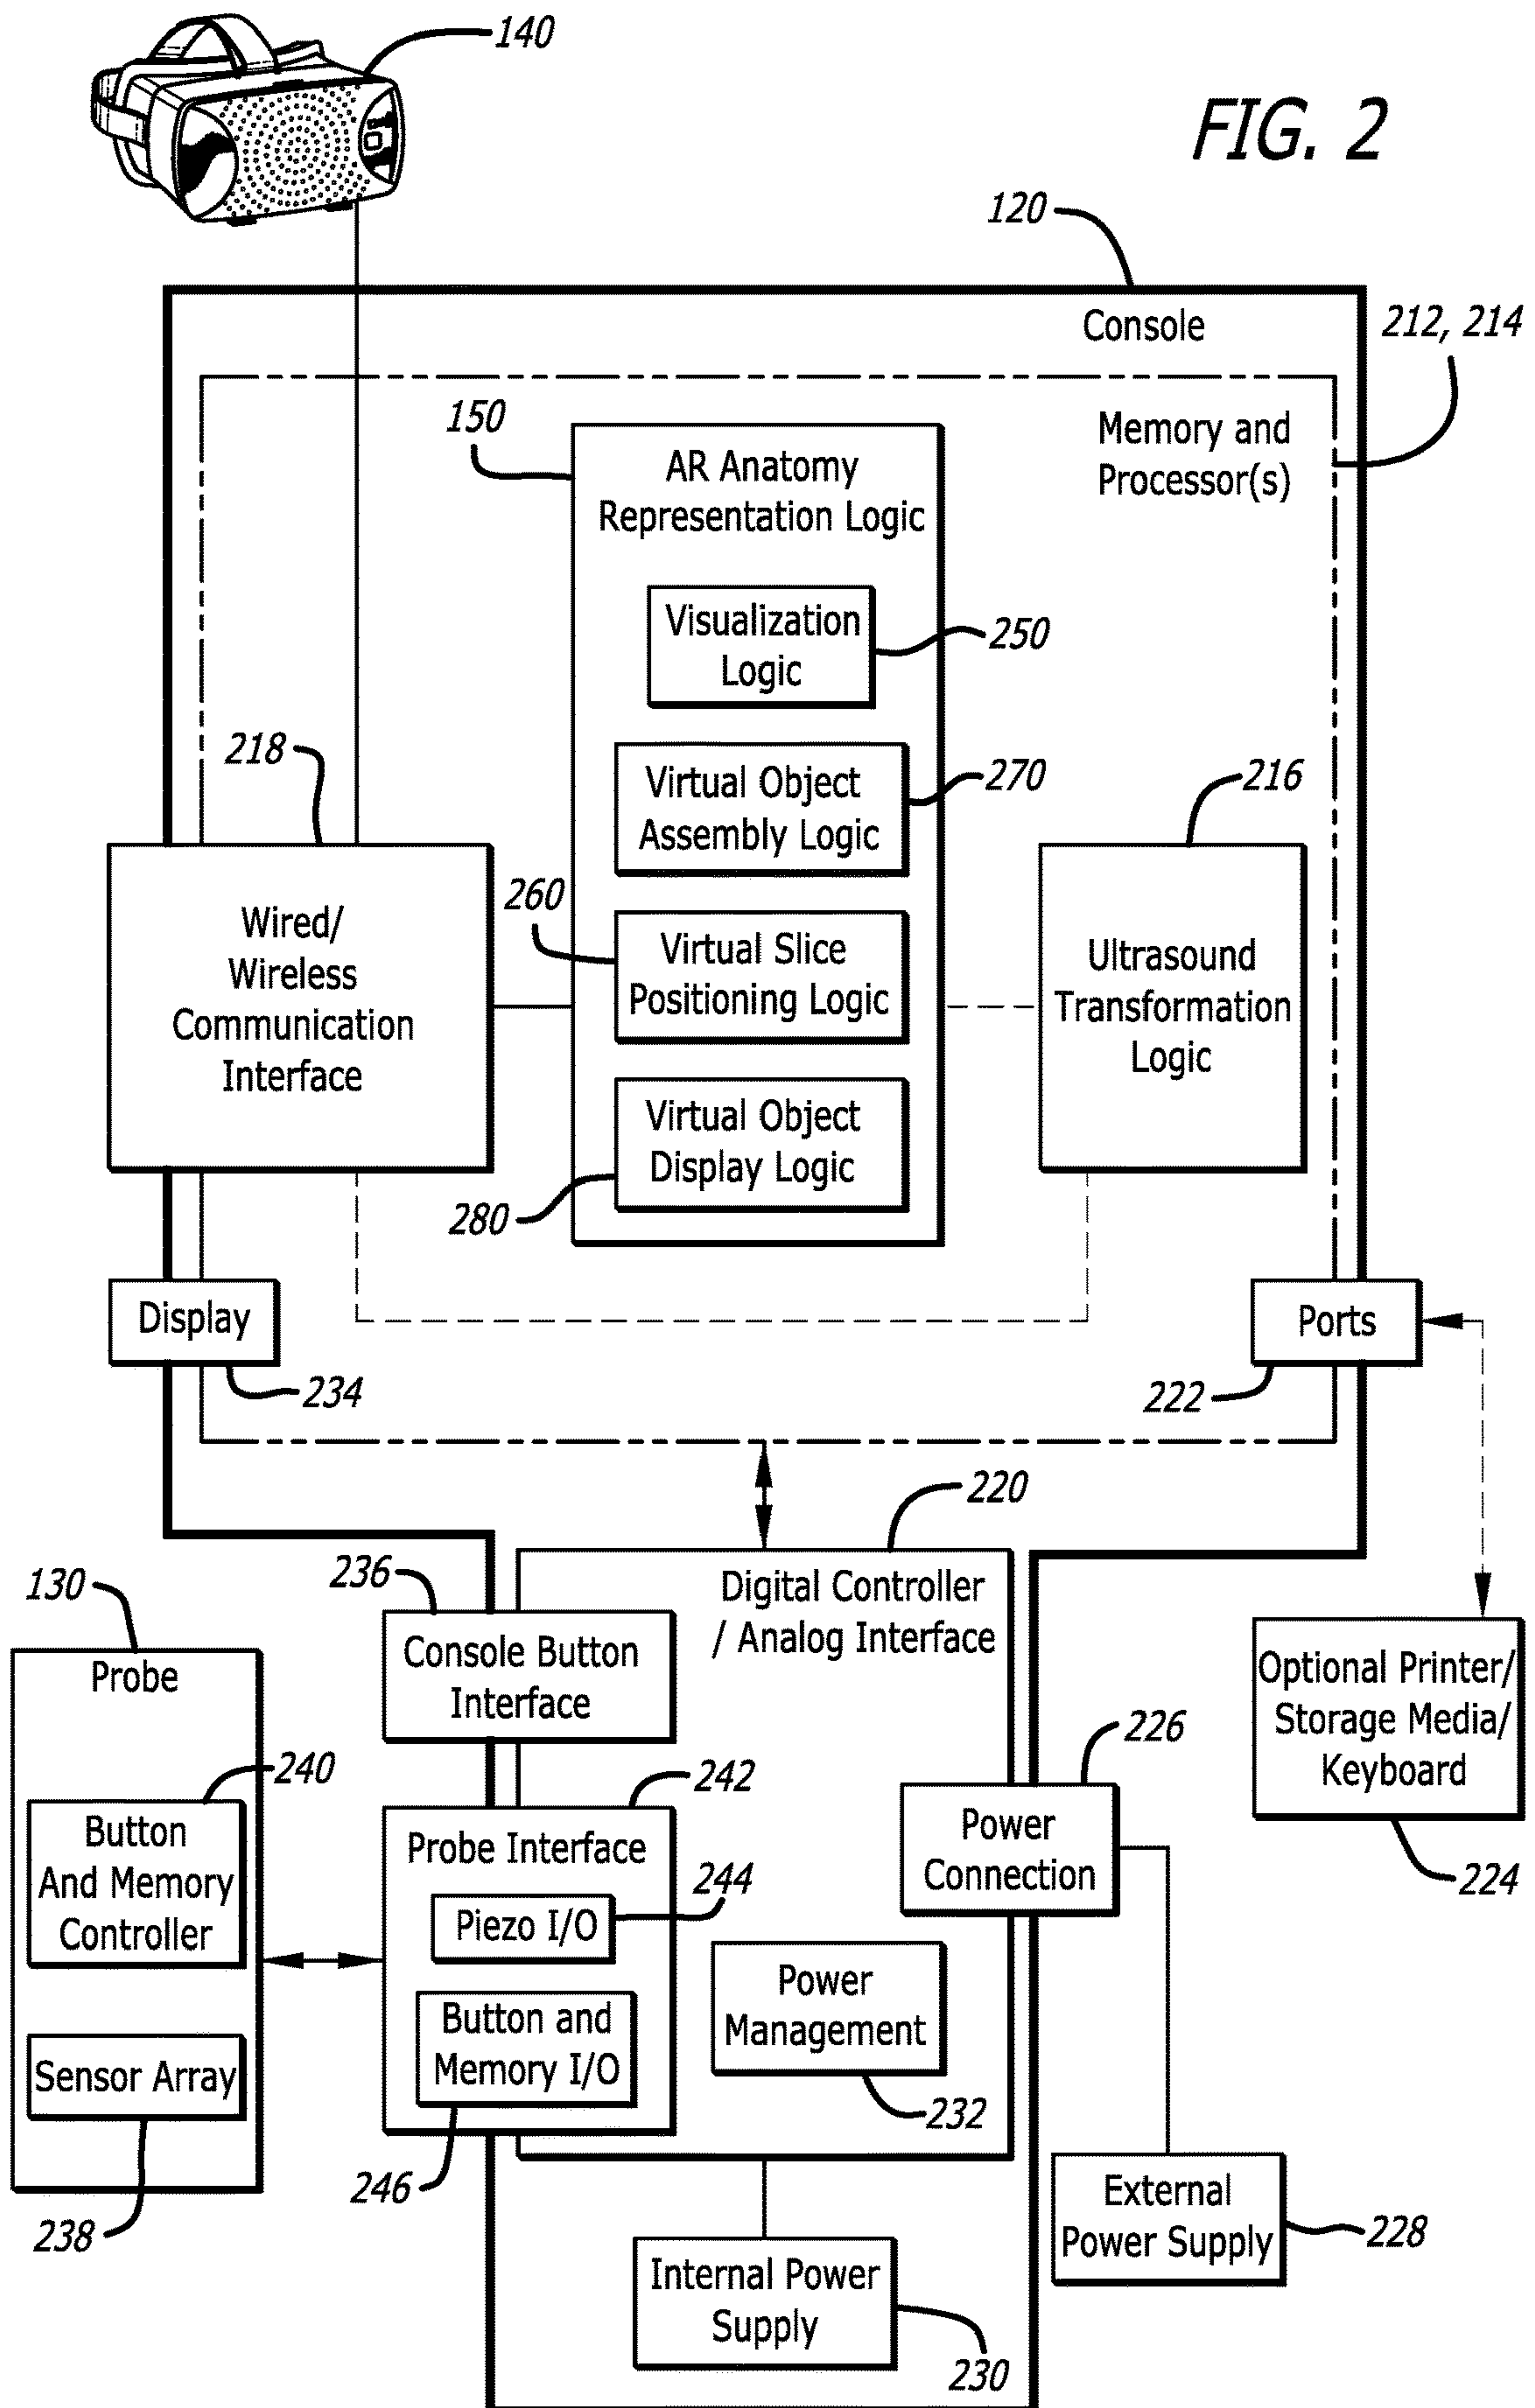 140
FIG. 2
120
Console
212, 214
Memory and
Processor(s)
150
AR Anatomy
Representation Logic
Visualization
Logic
250
218
Virtual Object
Assembly Logic
270
216
260
Wired/
Wireless
Communication
Interface
Virtual Slice
Positioning Logic
Ultrasound
Transformation
Logic
Virtual Object
Display Logic
280
Display
234
Ports
222
220
236
Digital Controller
/ Analog Interface
130
Probe
Console Button
Interface
Optional Printer/
Storage Media/
Keyboard
224
226
240
Button
And Memory
Controller
242
Probe Interface
244
Piezo I/O
Power
Connection
Button and
Memory I/O
246
Power
Management
232
Sensor Array
238
External
Power Supply
228
Internal Power
Supply
230